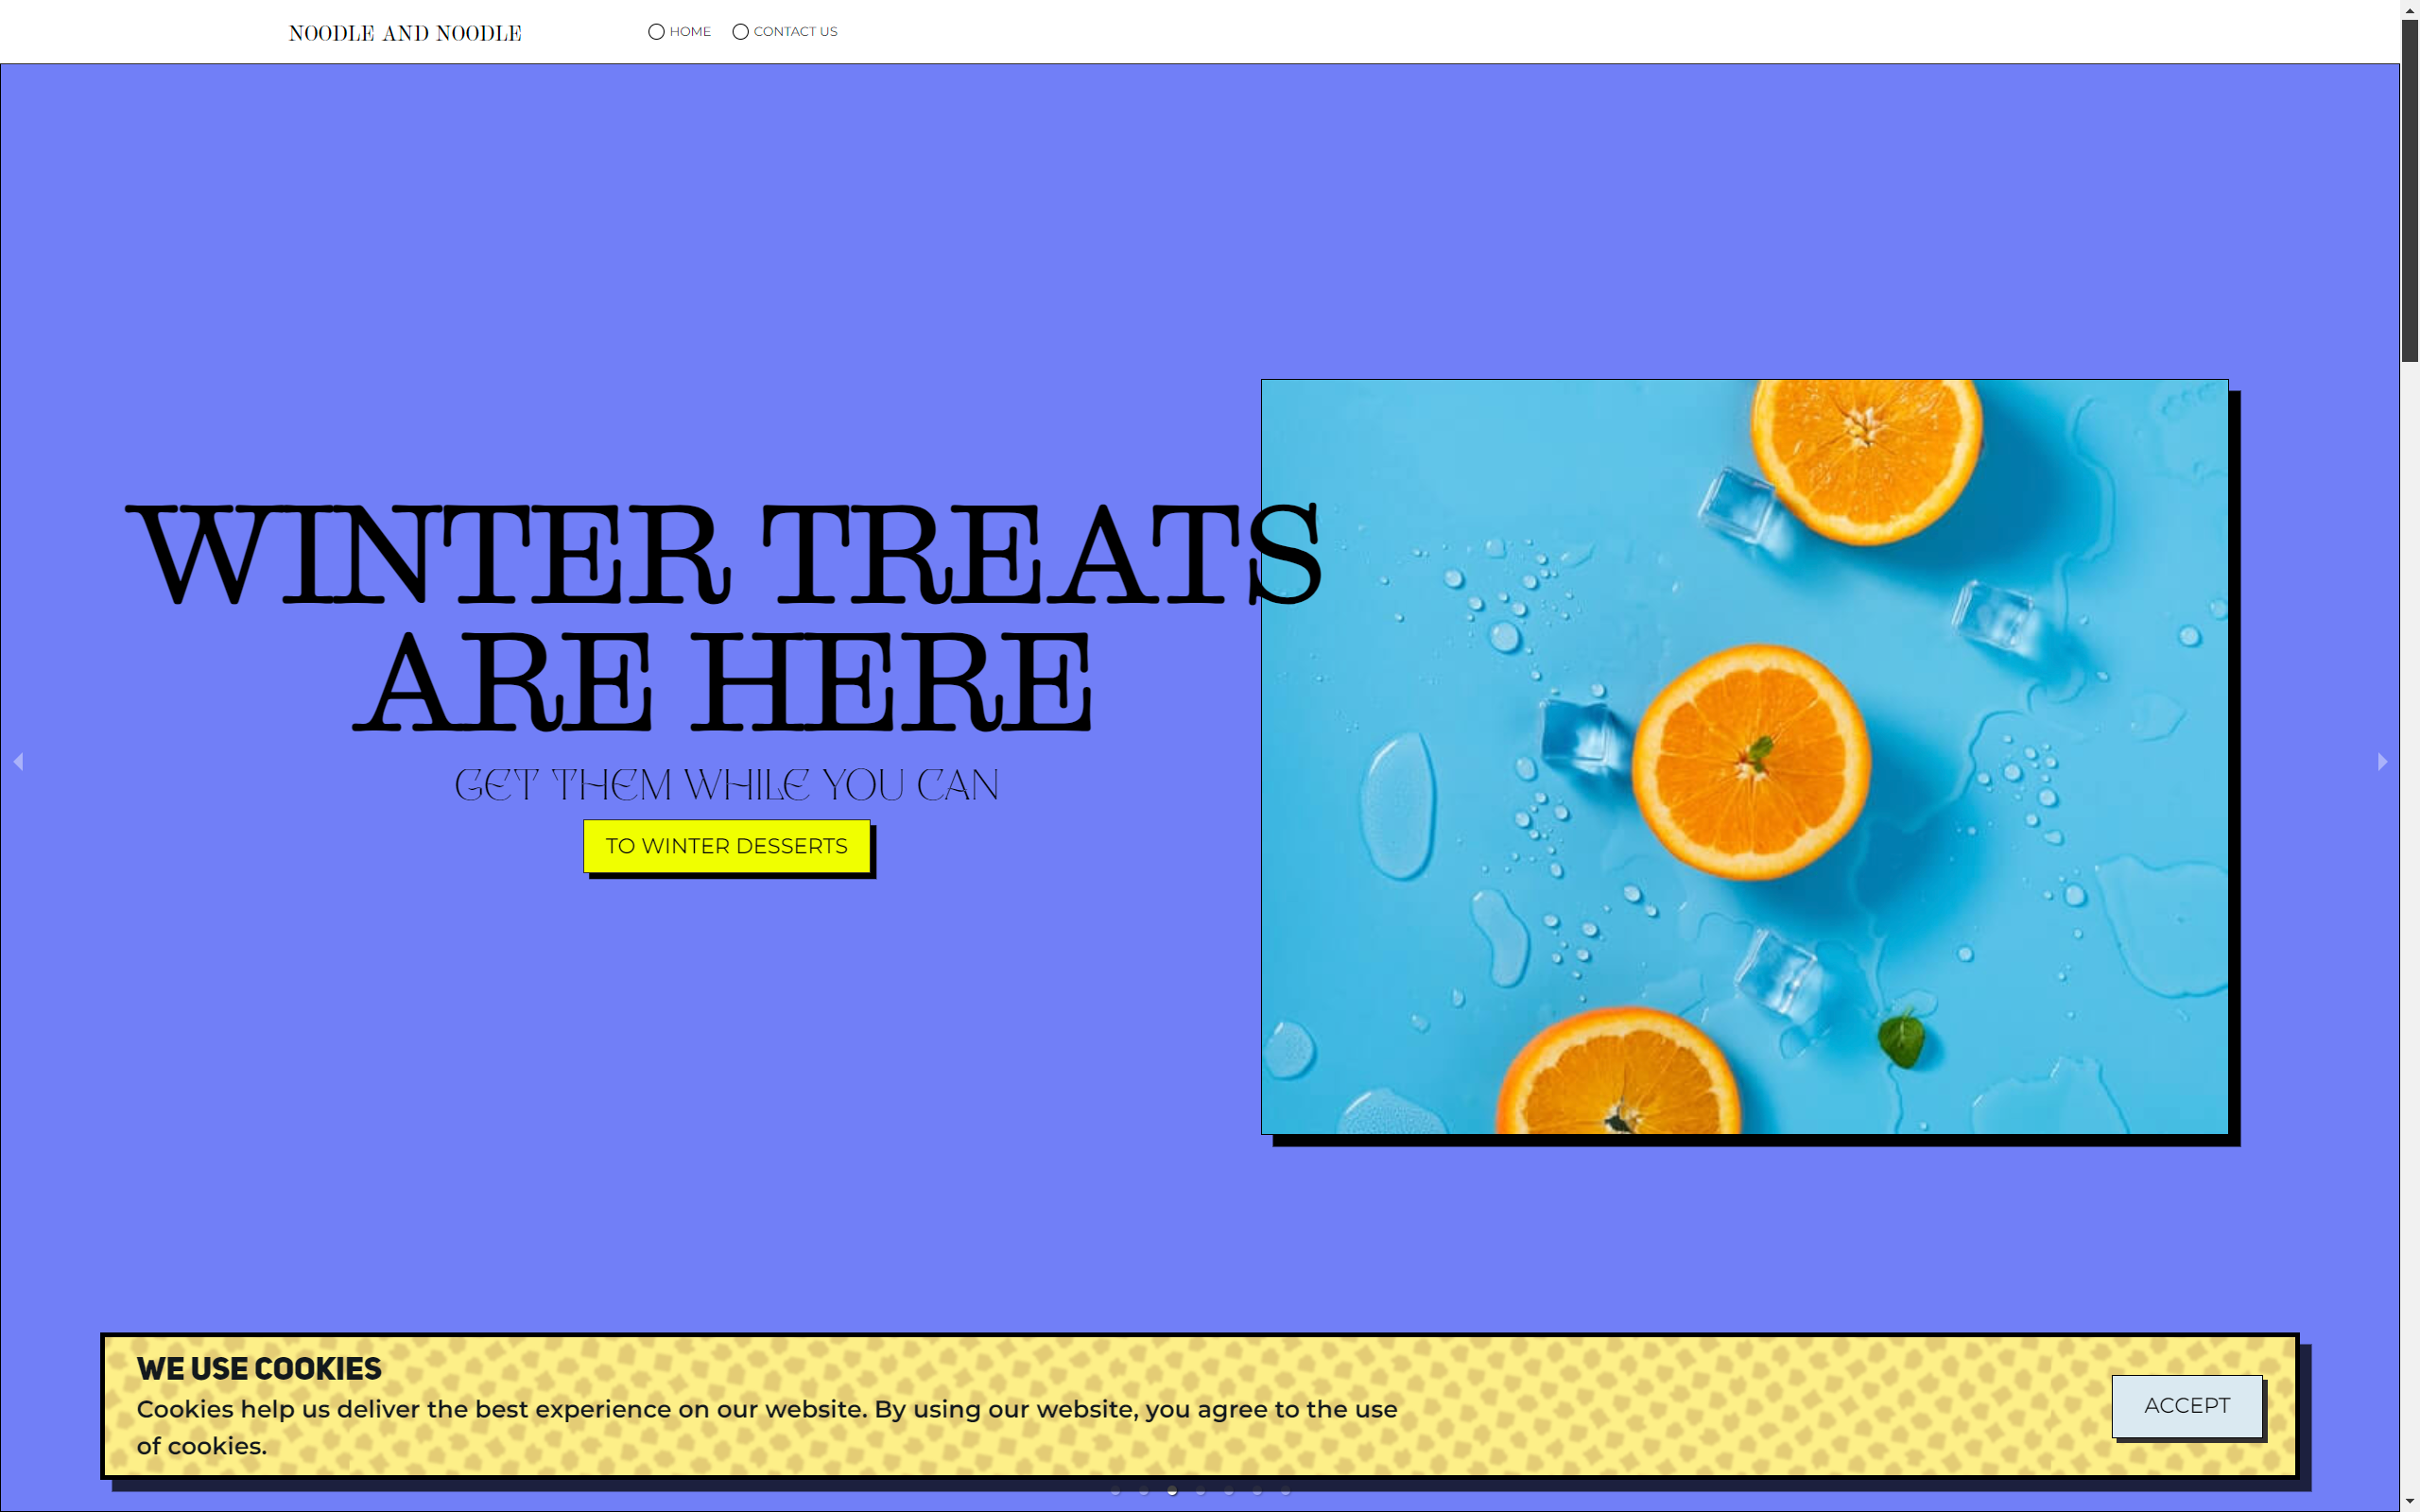 NOODLE AND NOODLE
HOME
CONTACT US
WINTER TREATS
ARE HERE
GET THEM WHILE YOU CAN
TO WINTER DESSERTS
WE USE COOKIES
Cookies help us deliver the best experience on our website. By using our website, you agree to the use
of cookies.
ACCEPT